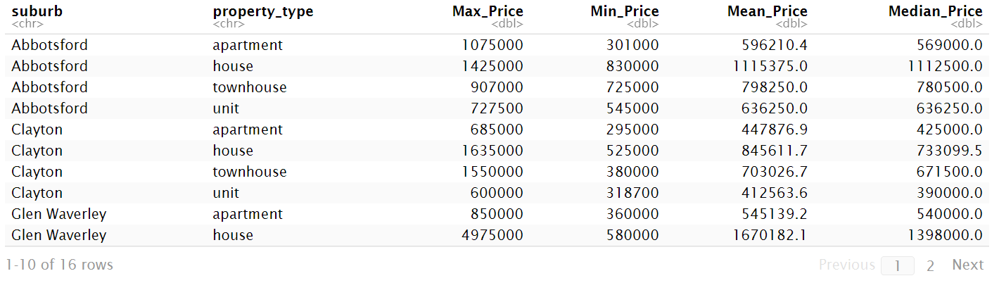 suburb property_type Max_Price Min_Price Mean_Price Median_Price
<chr> <chr> <dbl> <dbl> <dbl> <dbl>
Abbotsford apartment 1075000 301000 596210.4 569000.0
Abbotsford house 1425000 830000 1115375.0 1112500.0
Abbotsford townhouse 907000 725000 798250.0 780500.0
Abbotsford unit 727500 545000 636250.0 636250.0
Clayton apartment 685000 295000 447876.9 425000.0
Clayton house 1635000 525000 845611.7 733099.5
Clayton townhouse 1550000 380000 703026.7 671500.0
Clayton unit 600000 318700 412563.6 390000.0
Glen Waverley apartment 850000 360000 545139.2 540000.0
Glen Waverley house 4975000 580000 1670182.1 1398000.0
1-10 of 16 rows Previous 1 2 Next